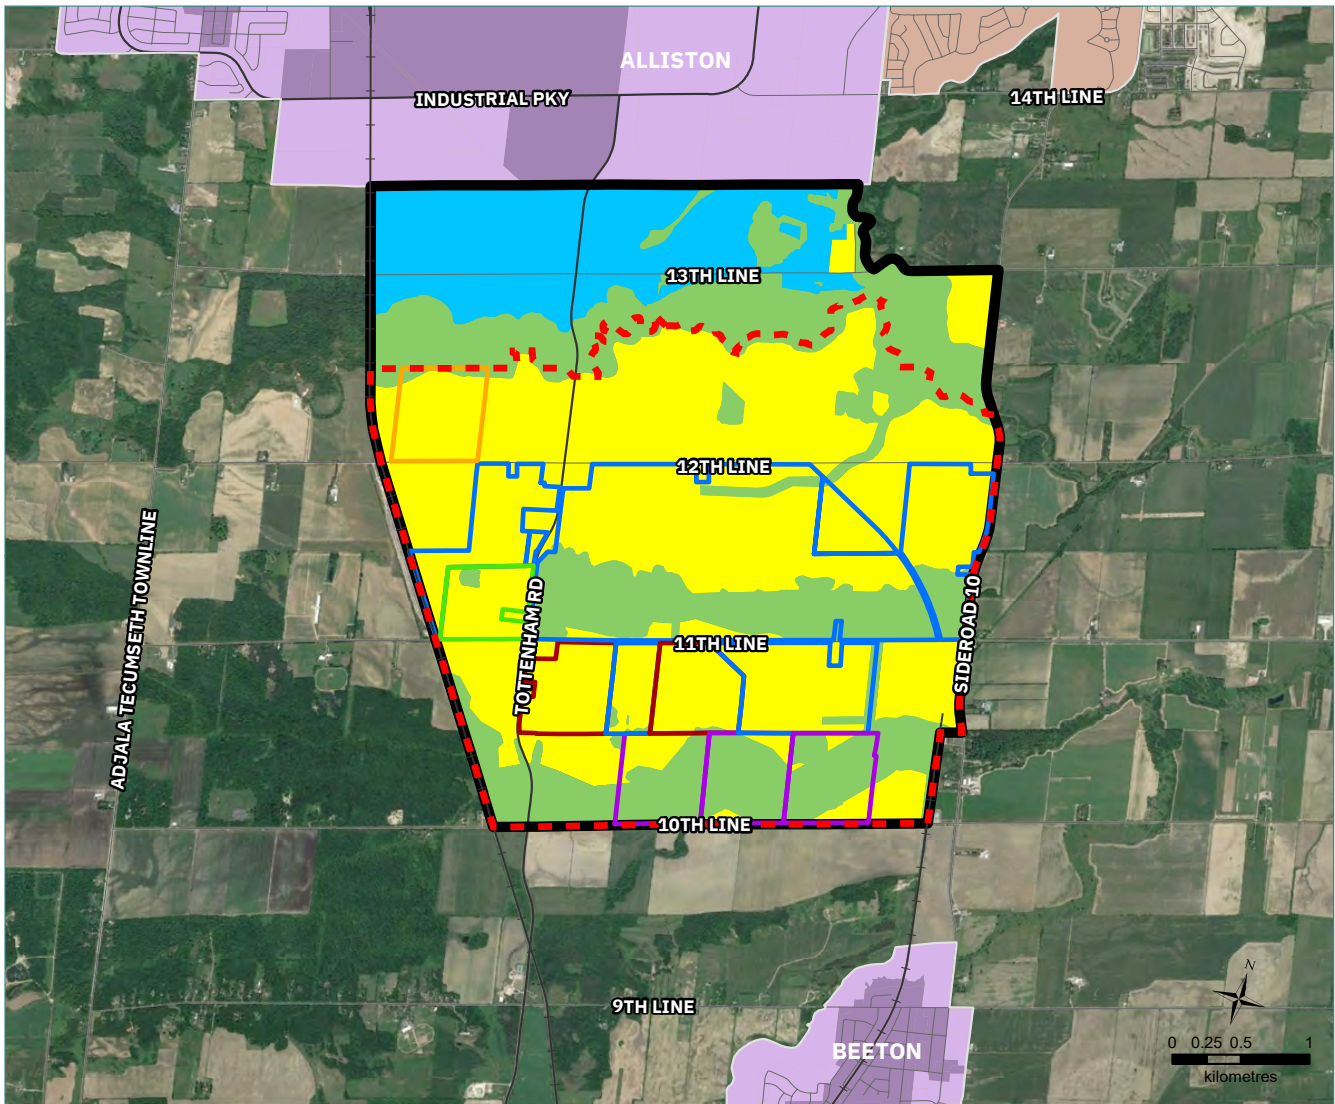 ALLISTON
INDUSTRIAL PKY
14TH LINE
13TH LINE
12TH LINE
ADJALA TECUMSETH TOWNLINE
TOTTENHAM RD
SIDEROAD 10
11TH LINE
10TH LINE
9TH LINE
BEETON
N
0 0.25 0.5 1
kilometres